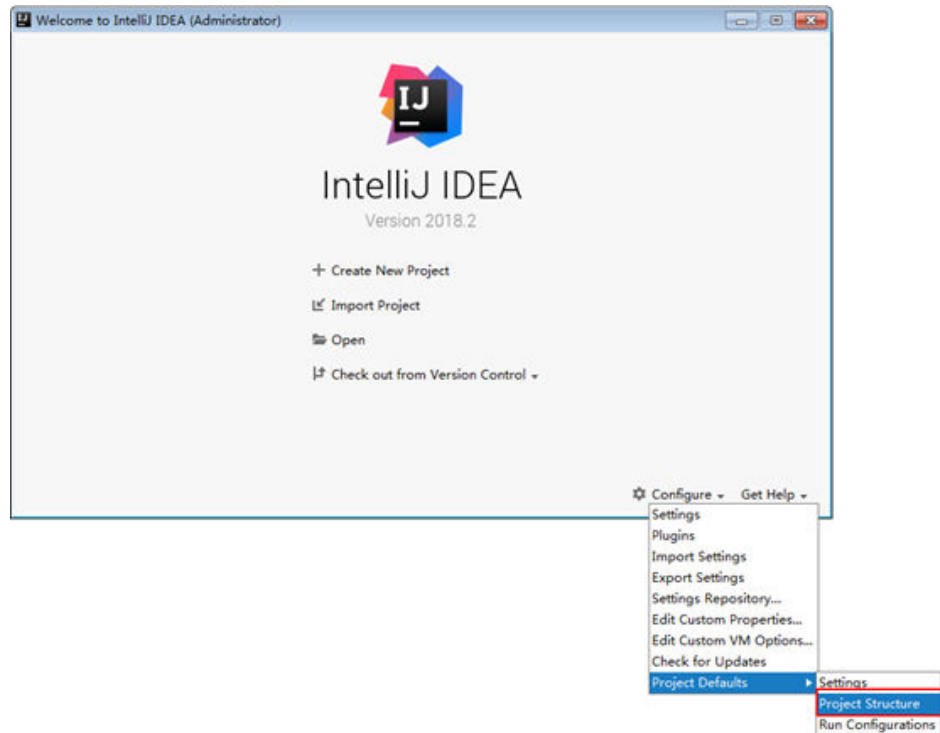 Welcome to IntelliJ IDEA (Administrator)
IJ
IntelliJ IDEA
Version 2018.2
Create New Project
Import Project
Open
Check out from Version Control
Configure Get Help
Settings
Plugins
Import Settings
Export Settings
Settings Repository...
Edit Custom Properties...
Edit Custom VM Options...
Check for Updates
Project Defaults Settings
Project Structure
Run Configurations